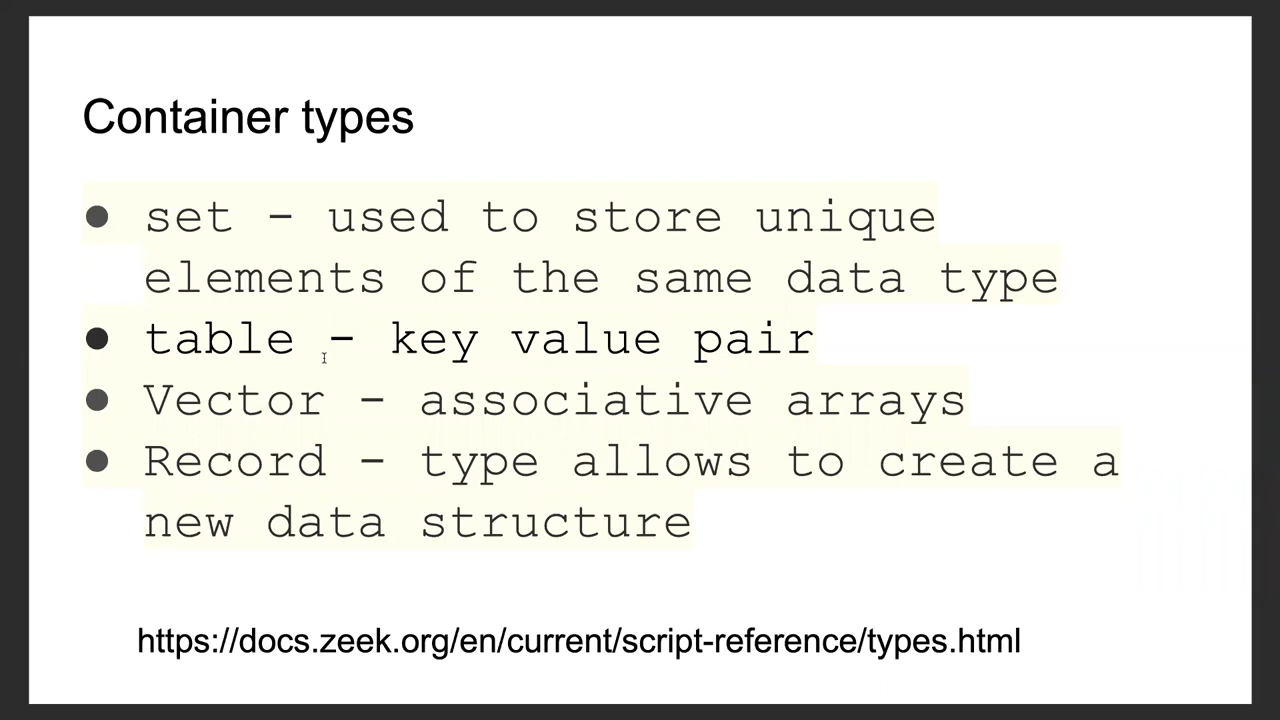 Container types
● set - used to store unique
elements of the same data type
● table - key value pair
● Vector - associative arrays
● Record - type allows to create a
new data structure
https://docs.zeek.org/en/current/script-reference/types.html